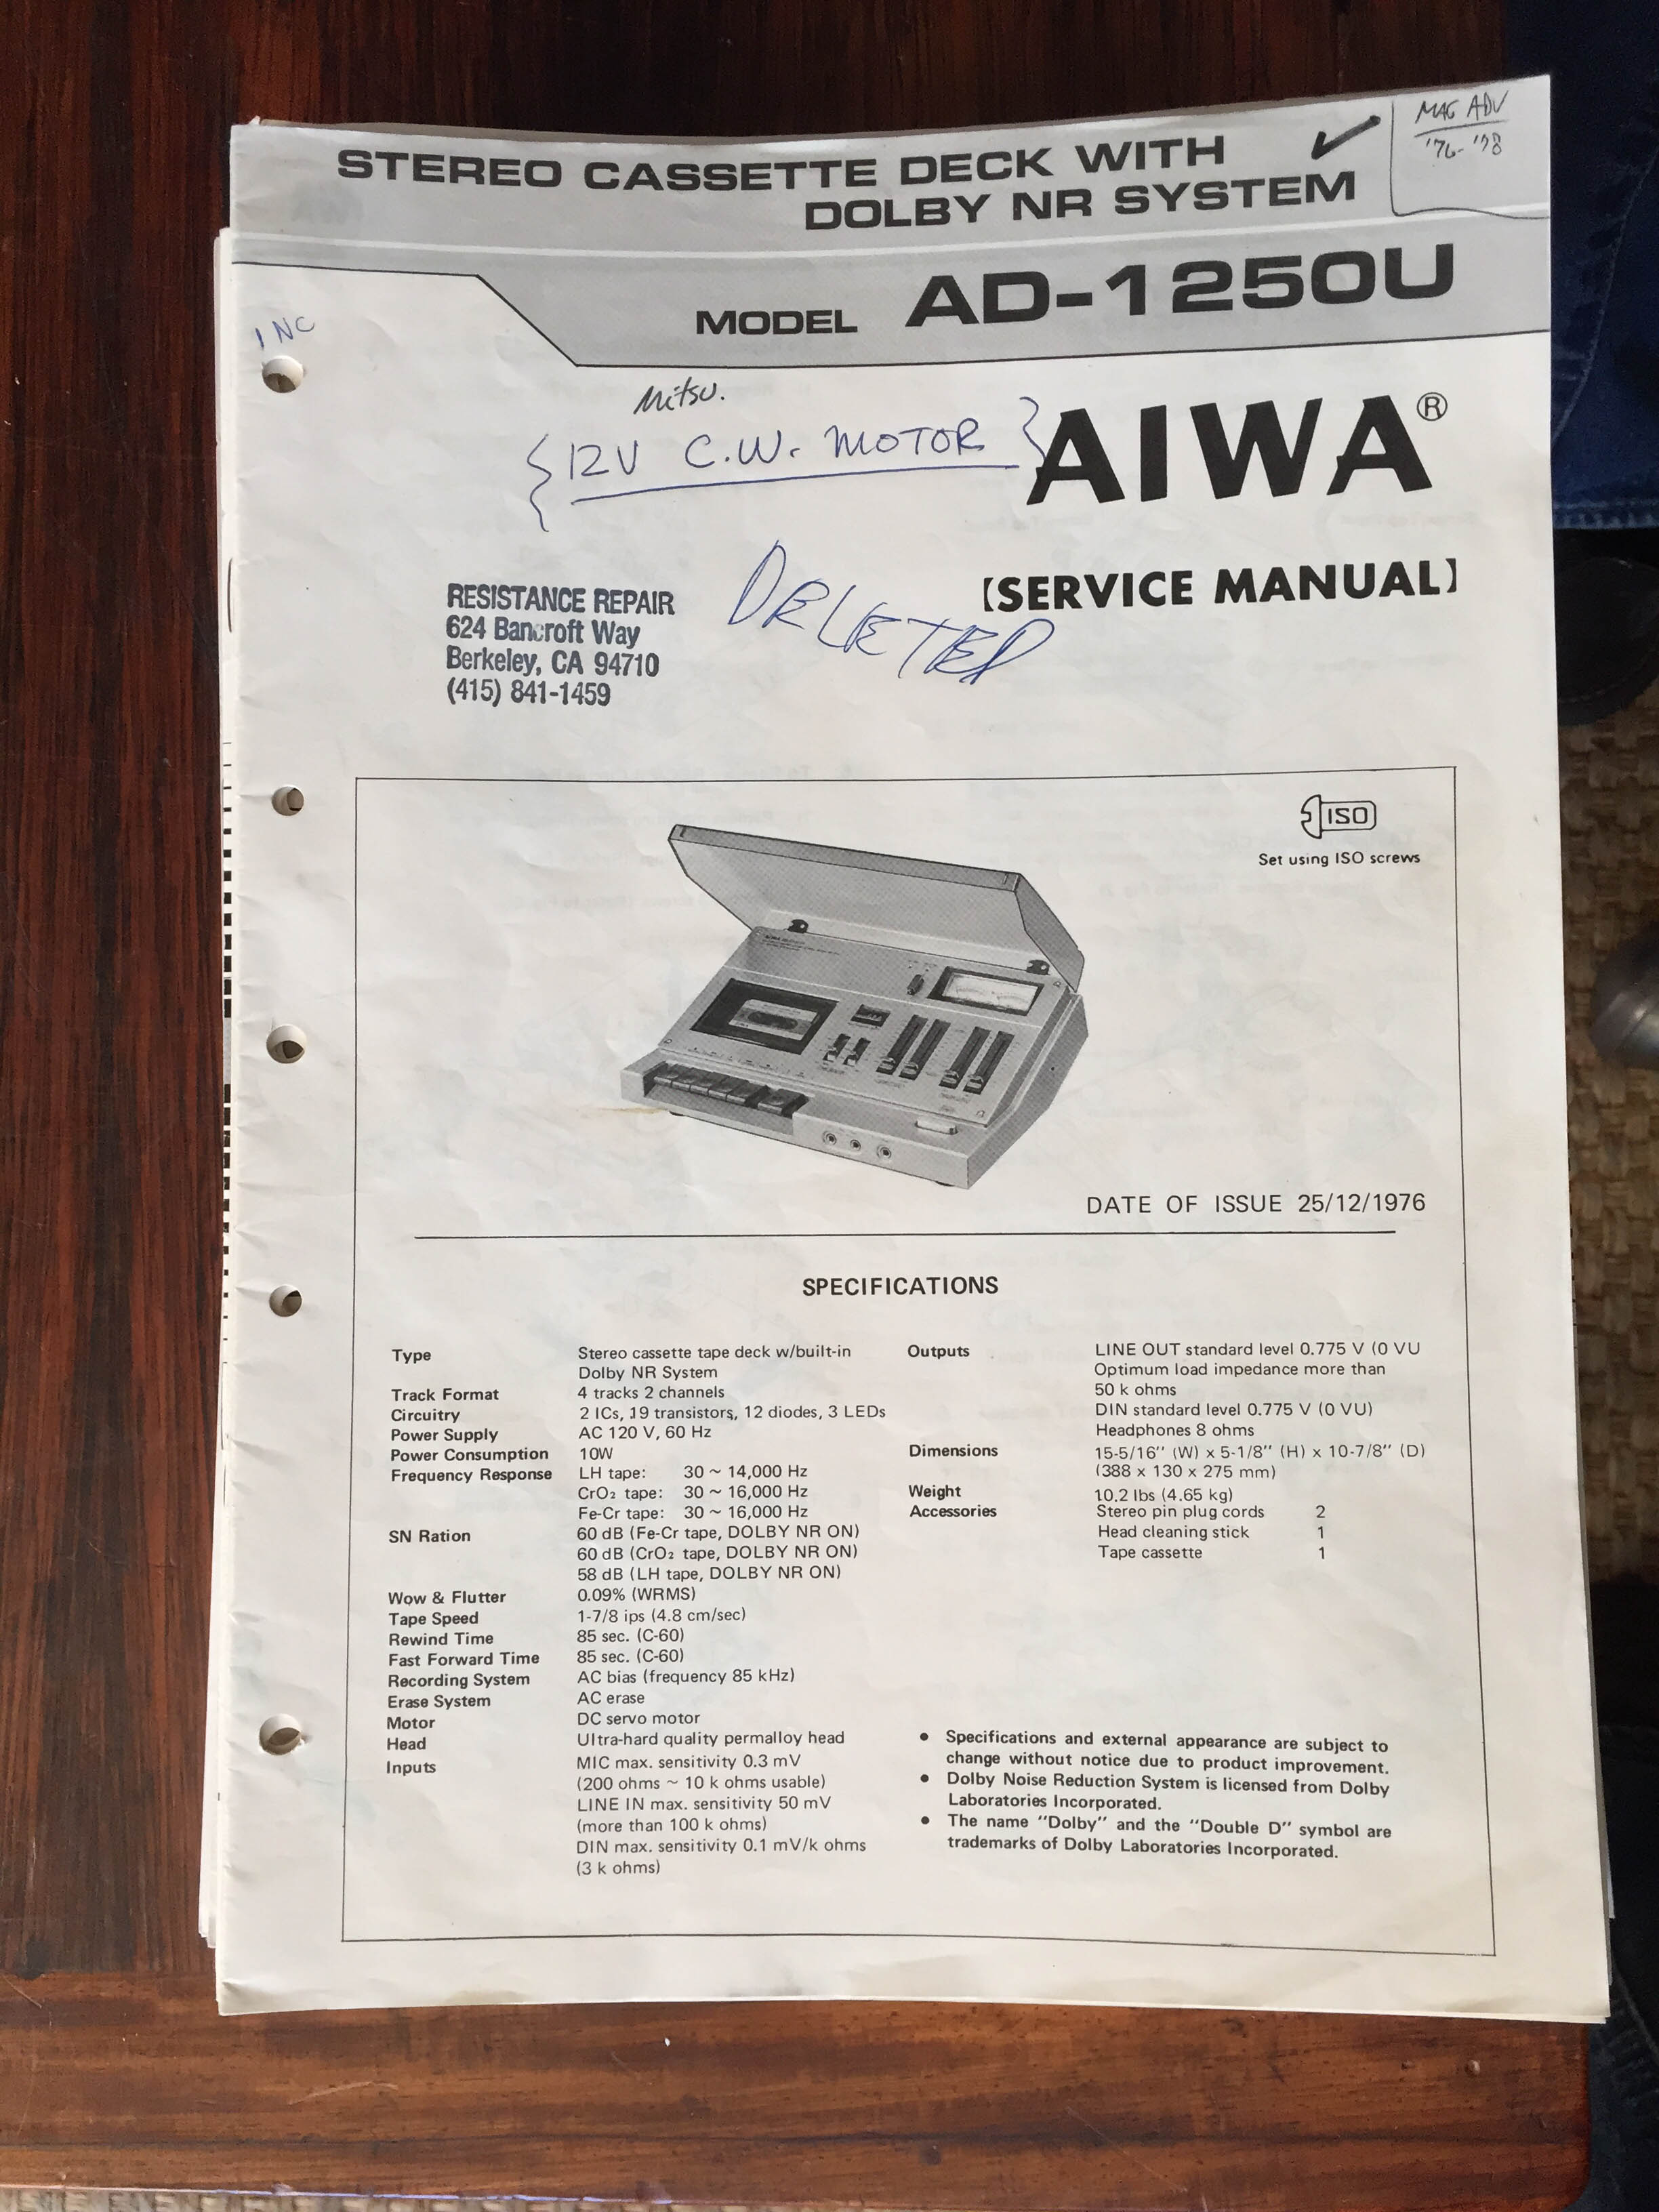 MAG ADV
'76-'78
STEREO CASSETTE DECK WITH
DOLBY NR SYSTEM
MODEL AD-1250U
INC
Mitsu.
{12V C.W. MOTOR}
AIWA®
DELETED
【SERVICE MANUAL】
RESISTANCE REPAIR
624 Bancroft Way
Berkeley, CA 94710
(415) 841-1459
ISO
Set using ISO screws
DATE OF ISSUE 25/12/1976
SPECIFICATIONS
Type Stereo cassette tape deck w/built-in
Dolby NR System
Track Format 4 tracks 2 channels
Circuitry 2 ICs, 19 transistors, 12 diodes, 3 LEDs
Power Supply AC 120 V, 60 Hz
Power Consumption 10W
Frequency Response LH tape: 30 ~ 14,000 Hz
CrO₂ tape: 30 ~ 16,000 Hz
Fe-Cr tape: 30 ~ 16,000 Hz
SN Ration 60 dB (Fe-Cr tape, DOLBY NR ON)
60 dB (CrO₂ tape, DOLBY NR ON)
58 dB (LH tape, DOLBY NR ON)
Wow & Flutter 0.09% (WRMS)
Tape Speed 1-7/8 ips (4.8 cm/sec)
Rewind Time 85 sec. (C-60)
Fast Forward Time 85 sec. (C-60)
Recording System AC bias (frequency 85 kHz)
Erase System AC erase
Motor DC servo motor
Head Ultra-hard quality permalloy head
Inputs MIC max. sensitivity 0.3 mV
(200 ohms ~ 10 k ohms usable)
LINE IN max. sensitivity 50 mV
(more than 100 k ohms)
DIN max. sensitivity 0.1 mV/k ohms
(3 k ohms)
Outputs LINE OUT standard level 0.775 V (0 VU
Optimum load impedance more than
50 k ohms
DIN standard level 0.775 V (0 VU)
Headphones 8 ohms
Dimensions 15-5/16'' (W) x 5-1/8'' (H) x 10-7/8'' (D)
(388 x 130 x 275 mm)
Weight 10.2 lbs (4.65 kg)
Accessories Stereo pin plug cords 2
Head cleaning stick 1
Tape cassette 1
• Specifications and external appearance are subject to
change without notice due to product improvement.
• Dolby Noise Reduction System is licensed from Dolby
Laboratories Incorporated.
• The name "Dolby" and the "Double D" symbol are
trademarks of Dolby Laboratories Incorporated.